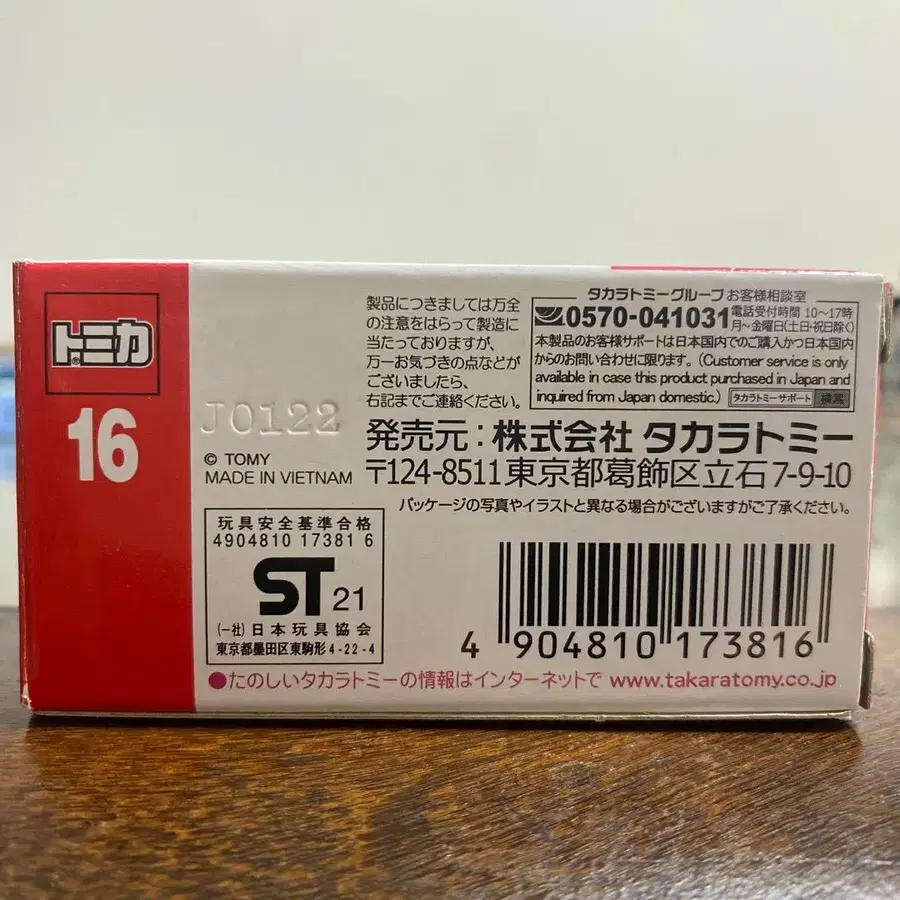 トミカ
®
16
J0122
© TOMY
MADE IN VIETNAM
製品につきましては万全
の注意をはらって製造に
当たっておりますが、
万一お気づきの点などが
ございましたら、
右記までご連絡ください。
タカラトミーグループ お客様相談室
0570-041031 電話受付時間 10〜17時
月〜金曜日(土日・祝日除く)
本製品のお客様サポートは日本国内でのご購入かつ日本国内
からのお問い合わせに限ります。(Customer service is only
available in case this product purchased in Japan and
inquired from Japan domestic.) タカラトミーサポート 検索
発売元:株式会社 タカラトミー
〒124-8511東京都葛飾区立石7-9-10
パッケージの写真やイラストと異なる場合がございますがご了承ください。
玩具安全基準合格
4904810 17381 6
ST 21
(一社)日本玩具協会
東京都墨田区東駒形4-22-4
4 904810 173816
●たのしいタカラトミーの情報はインターネットで www.takaratomy.co.jp